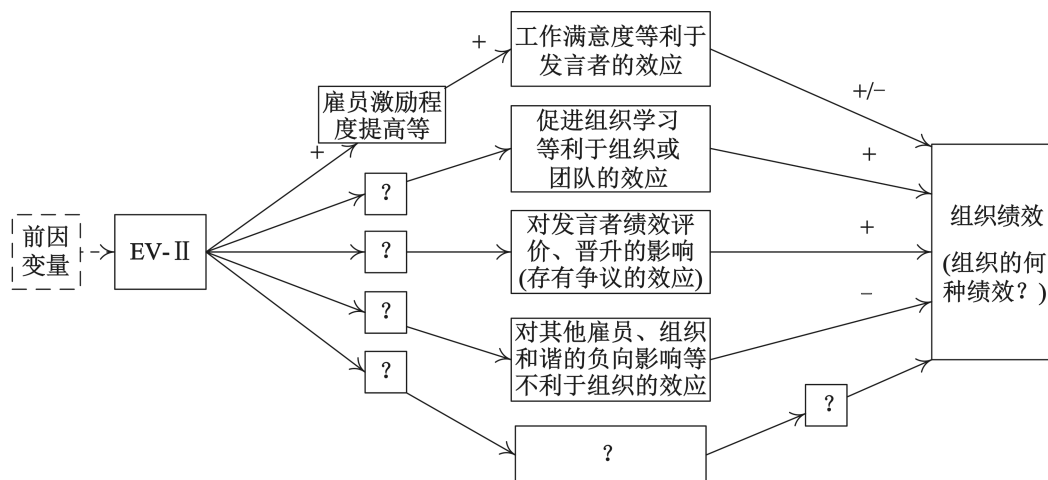 工作满意度等利于
发言者的效应
+
+/−
雇员激励程
度提高等
+
促进组织学习
等利于组织或
团队的效应
+
?
前因
变量
EV-Ⅱ
?
对发言者绩效评
价、晋升的影响
(存有争议的效应)
+
组织绩效
(组织的何
种绩效? )
−
?
对其他雇员、组织
和谐的负向影响等
不利于组织的效应
?
?
?